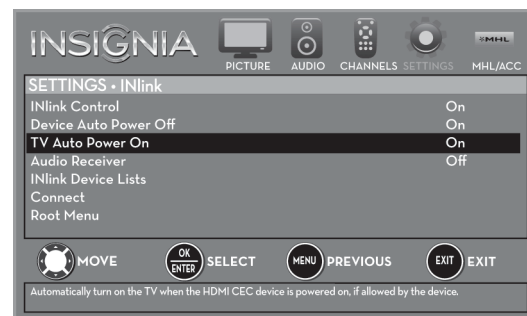 INSIGNIA
PICTURE AUDIO CHANNELS SETTINGS MHL/ACC
MHL
SETTINGS • INlink
INlink Control On
Device Auto Power Off On
TV Auto Power On On
Audio Receiver Off
INlink Device Lists
Connect
Root Menu
MOVE OK ENTER SELECT MENU PREVIOUS EXIT EXIT
Automatically turn on the TV when the HDMI CEC device is powered on, if allowed by the device.